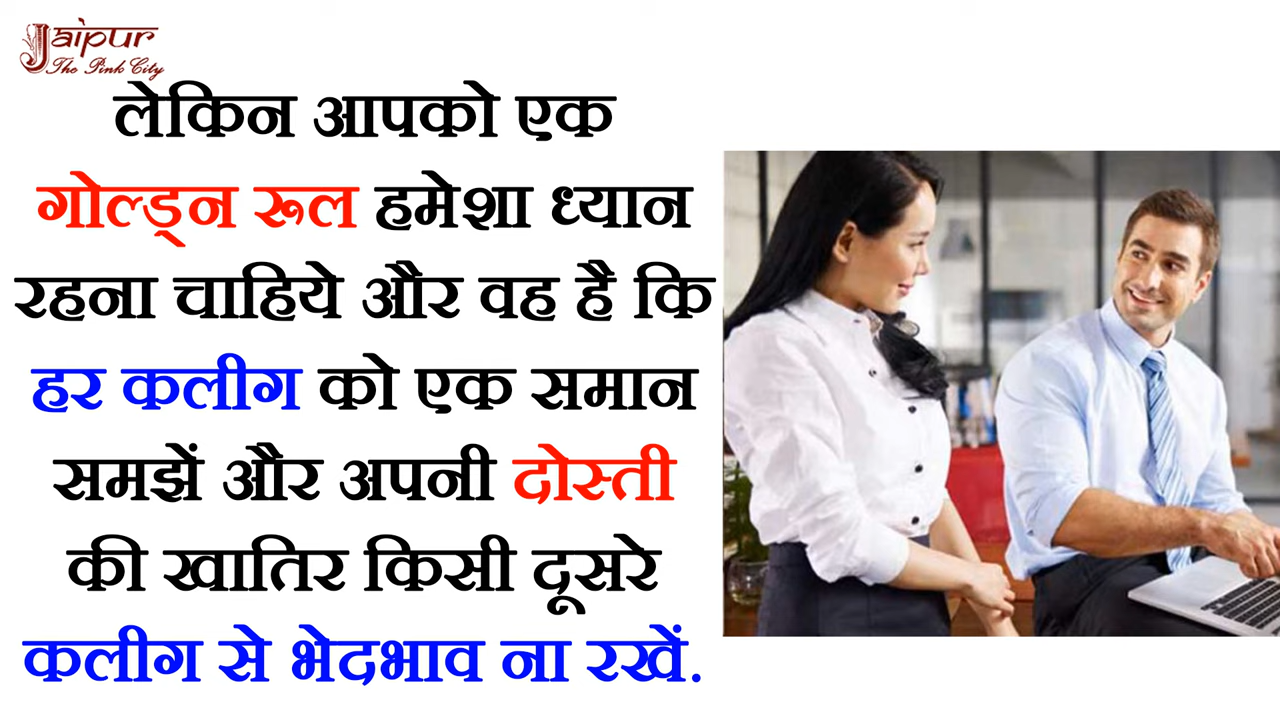 Jaipur
The Pink City
लेकिन आपको एक
गोल्ड्न रूल हमेशा ध्यान
रहना चाहिये और वह है कि
हर कलीग को एक समान
समझें और अपनी दोस्ती
की खातिर किसी दूसरे
कलीग से भेदभाव ना रखें.